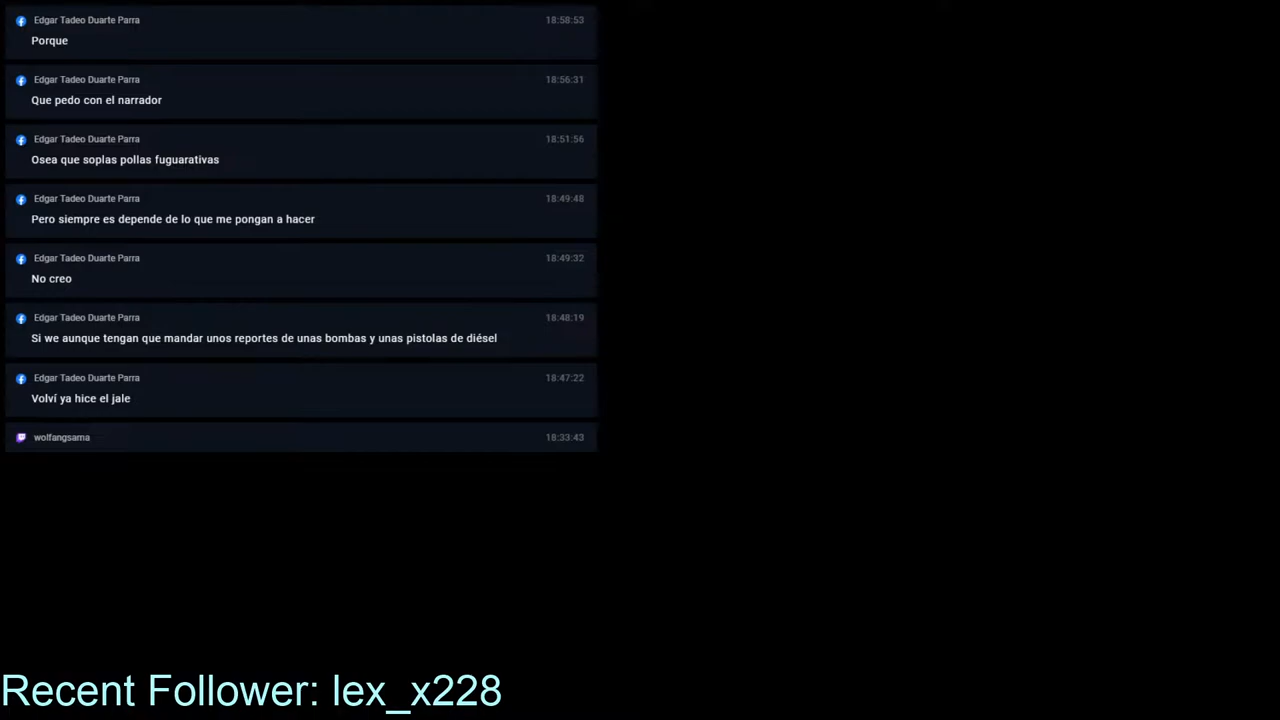 Edgar Tadeo Duarte Parra 18:58:53
Porque
Edgar Tadeo Duarte Parra 18:56:31
Que pedo con el narrador
Edgar Tadeo Duarte Parra 18:51:56
Osea que soplas pollas fuguarativas
Edgar Tadeo Duarte Parra 18:49:48
Pero siempre es depende de lo que me pongan a hacer
Edgar Tadeo Duarte Parra 18:49:32
No creo
Edgar Tadeo Duarte Parra 18:48:19
Si we aunque tengan que mandar unos reportes de unas bombas y unas pistolas de diésel
Edgar Tadeo Duarte Parra 18:47:22
Volví ya hice el jale
wolfangsama 18:33:43
Recent Follower: lex_x228